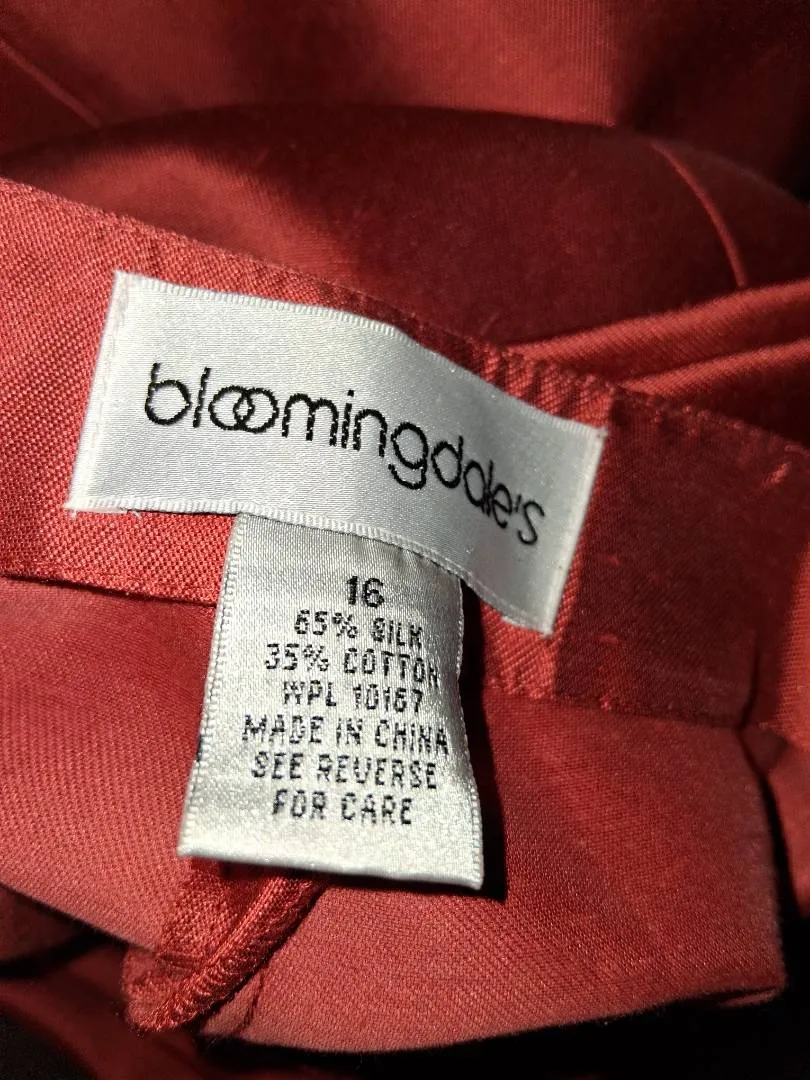 bloomingdale's
16
65% SILK
35% COTTON
WPL 10167
MADE IN CHINA
SEE REVERSE
FOR CARE